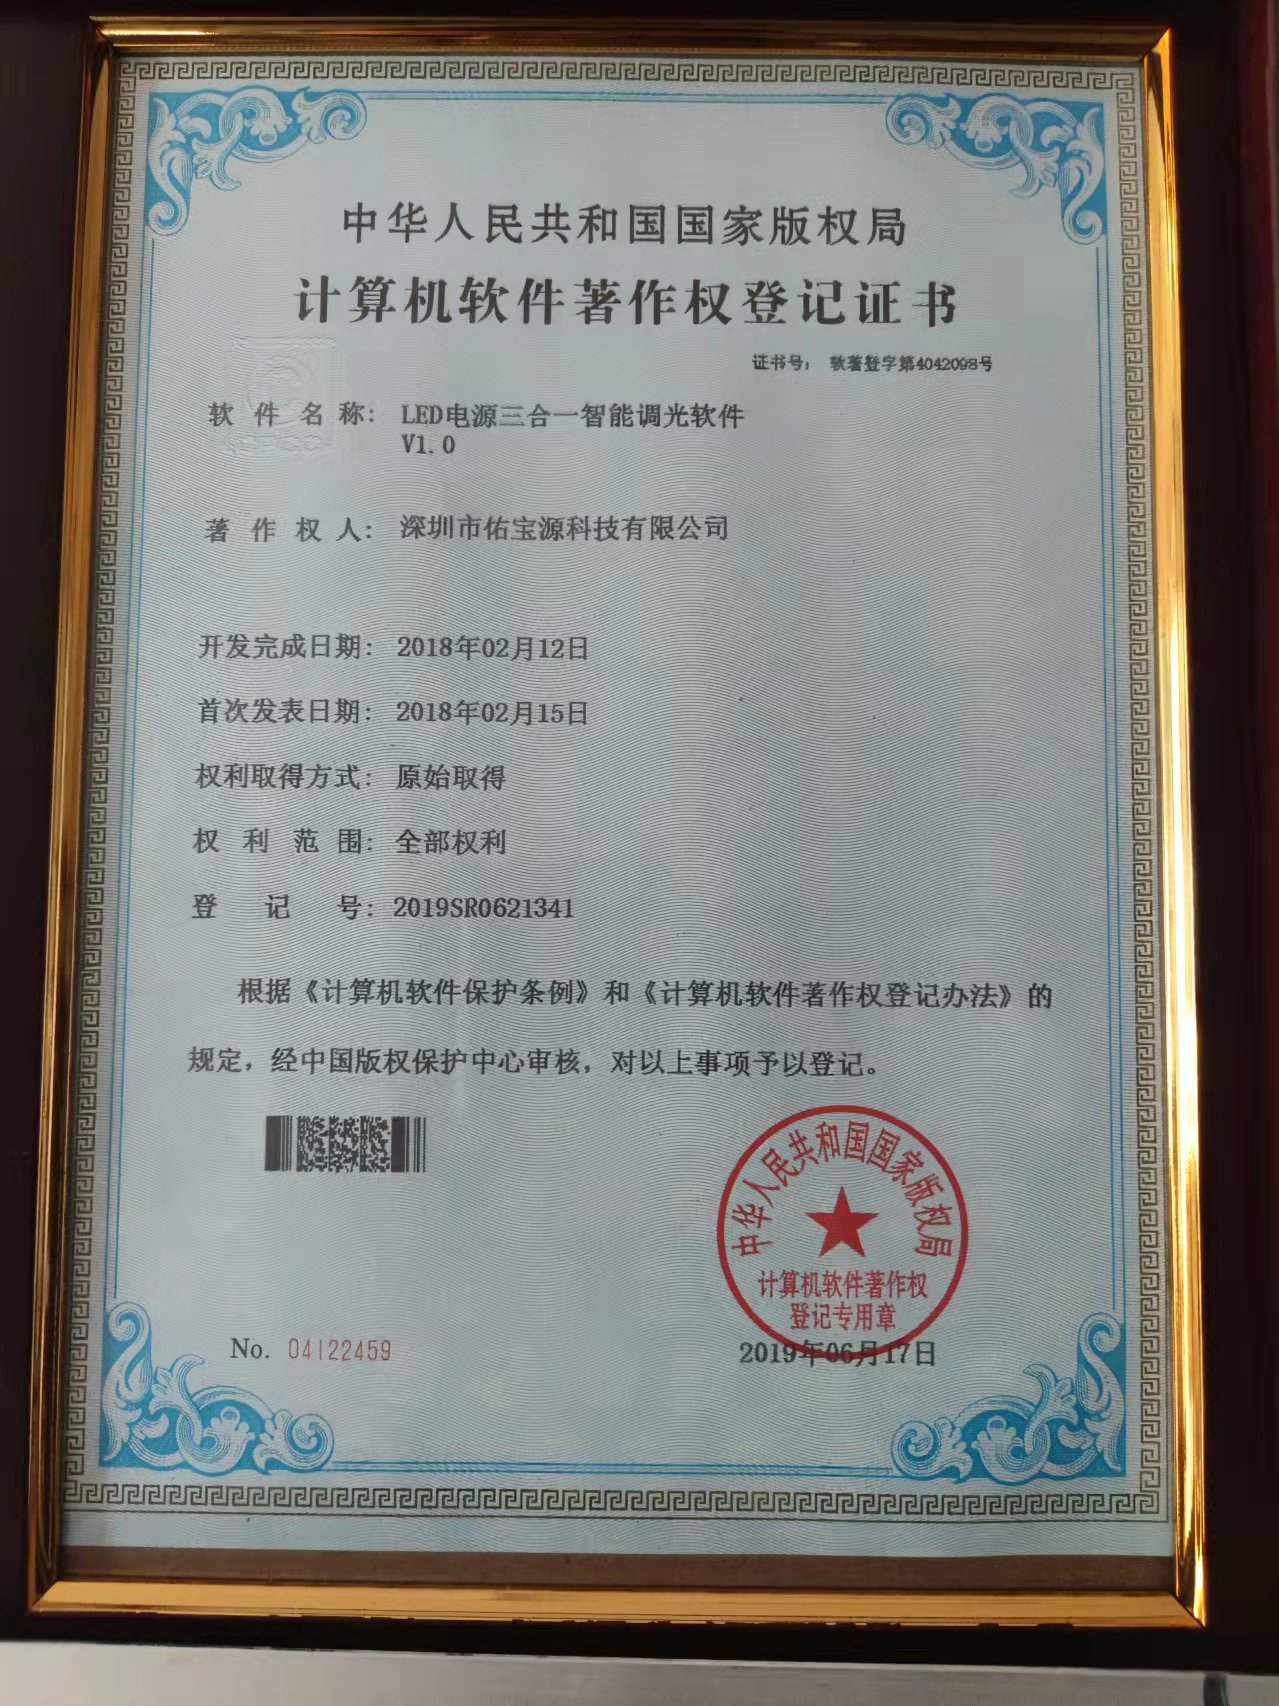 中华人民共和国国家版权局
计算机软件著作权登记证书
证书号： 软著登字第4042098号
软件名称： LED电源三合一智能调光软件
V1.0
著作权人： 深圳市佑宝源科技有限公司
开发完成日期： 2018年02月12日
首次发表日期： 2018年02月15日
权利取得方式： 原始取得
权利范围： 全部权利
登记号： 2019SR0621341
根据《计算机软件保护条例》和《计算机软件著作权登记办法》的
规定，经中国版权保护中心审核，对以上事项予以登记。
中华人民共和国国家版权局
计算机软件著作权
登记专用章
No. 04122459
2019年06月17日